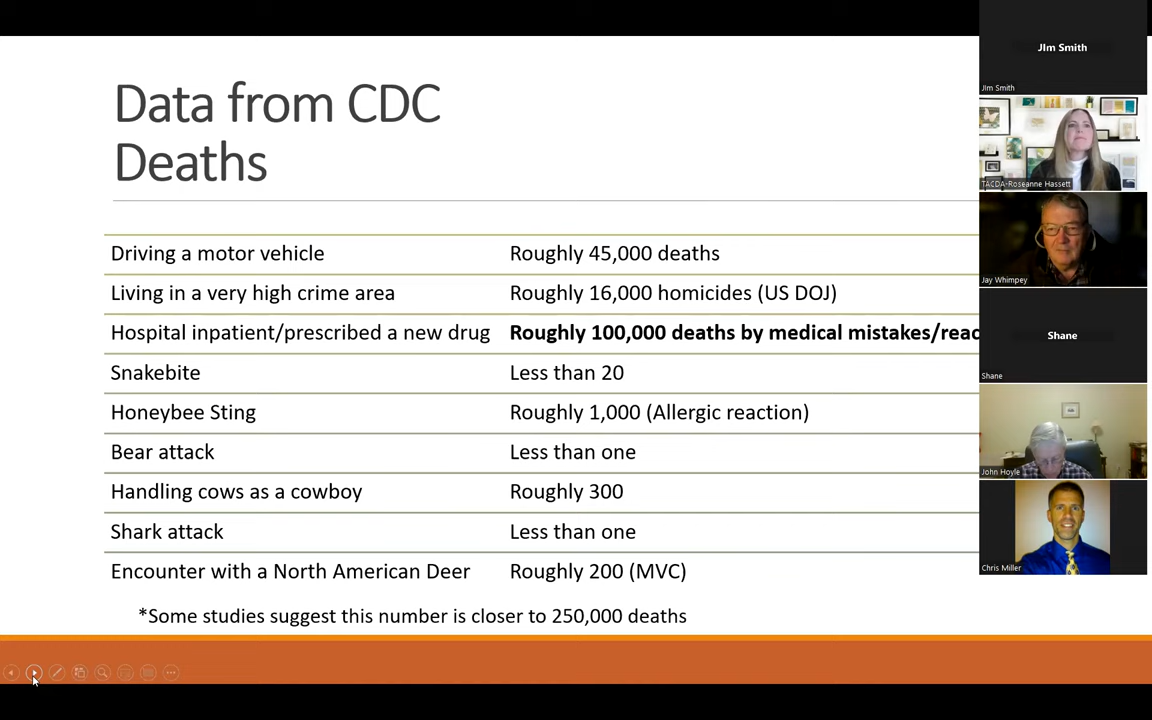 Data from CDC
Deaths
Driving a motor vehicle Roughly 45,000 deaths
Living in a very high crime area Roughly 16,000 homicides (US DOJ)
Hospital inpatient/prescribed a new drug Roughly 100,000 deaths by medical mistakes/reac
Snakebite Less than 20
Honeybee Sting Roughly 1,000 (Allergic reaction)
Bear attack Less than one
Handling cows as a cowboy Roughly 300
Shark attack Less than one
Encounter with a North American Deer Roughly 200 (MVC)
*Some studies suggest this number is closer to 250,000 deaths
JIm Smith
JIm Smith
TACDA-Roseanne Hassett
Jay Whimpey
Shane
Shane
John Hoyle
Chris Miller